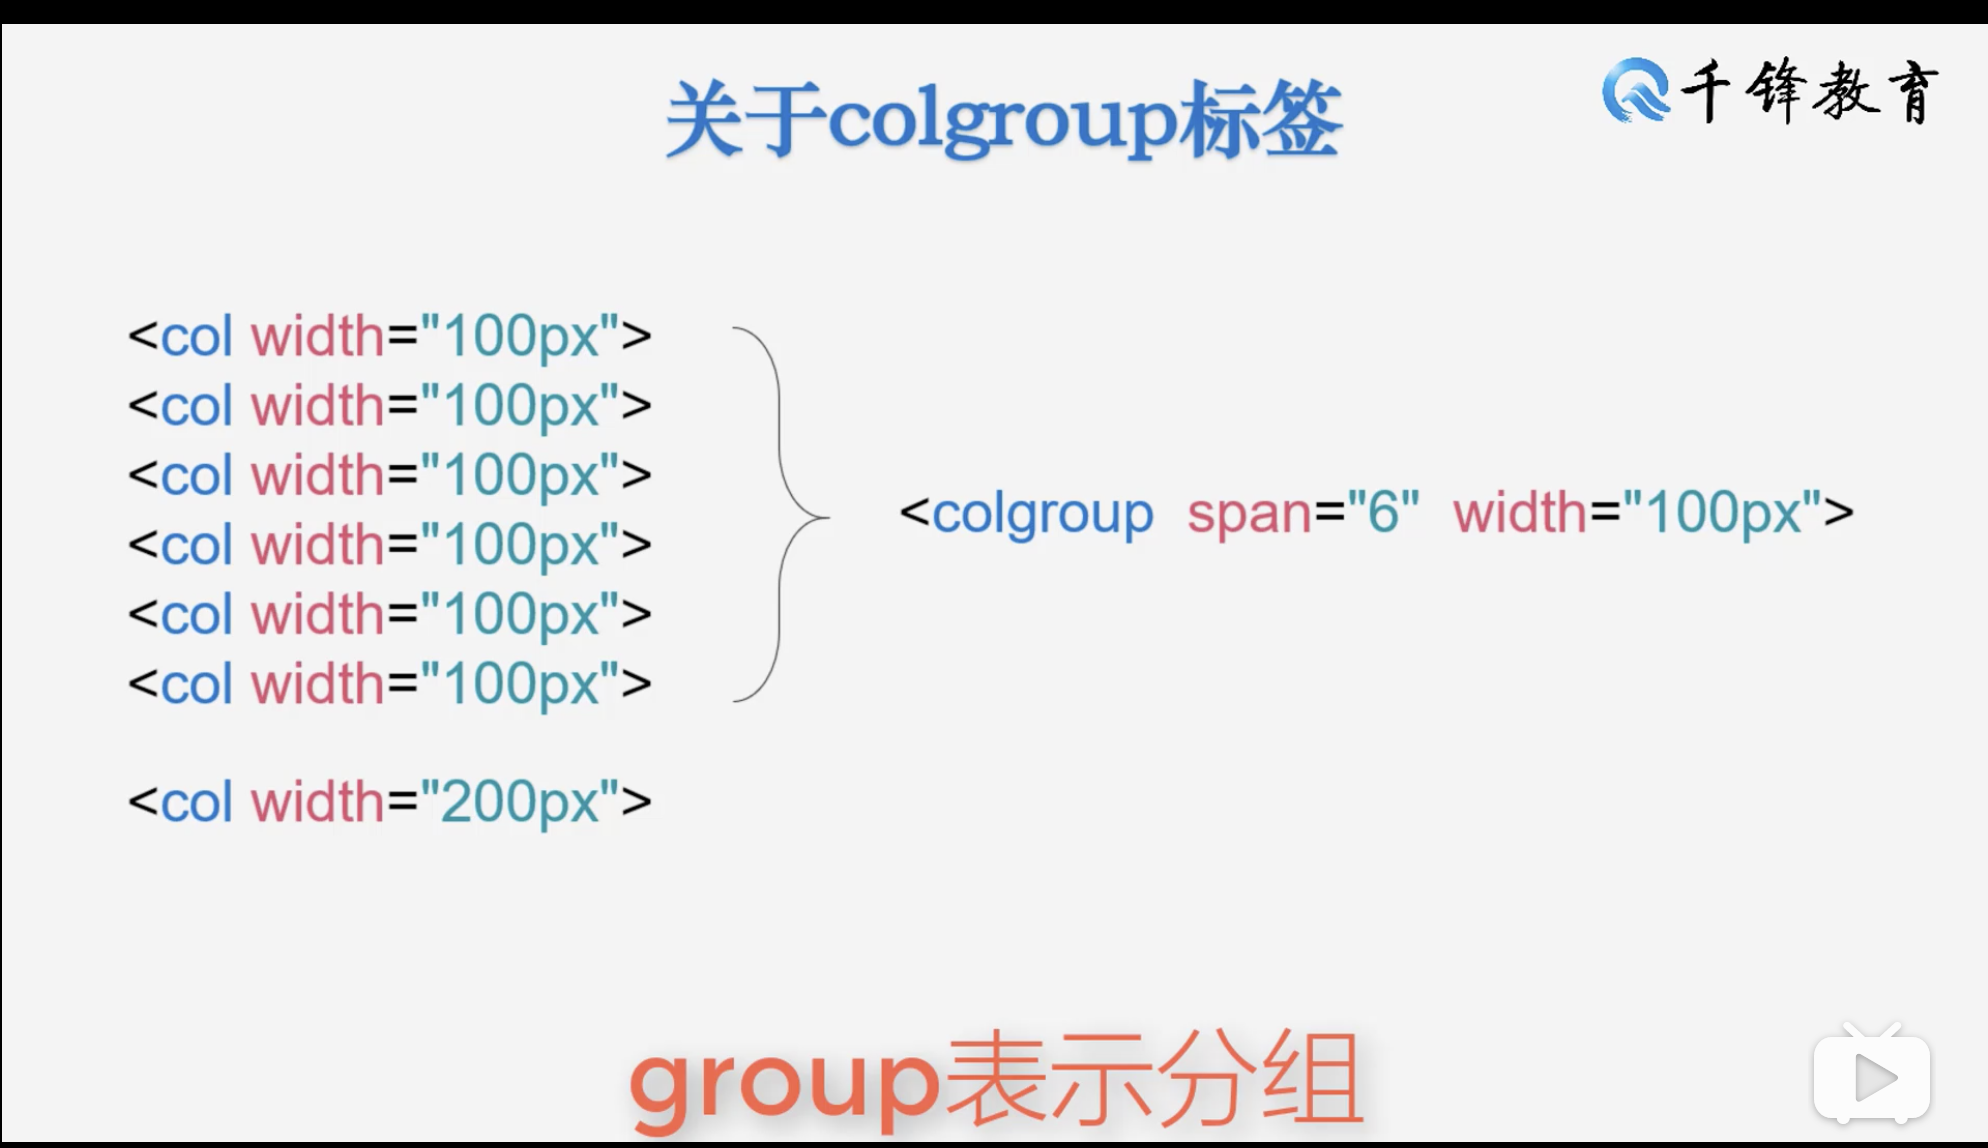 关于colgroup标签
千锋教育
<col width="100px">
<col width="100px">
<col width="100px">
<col width="100px">
<col width="100px">
<col width="100px">
<colgroup span="6" width="100px">
<col width="200px">
group表示分组